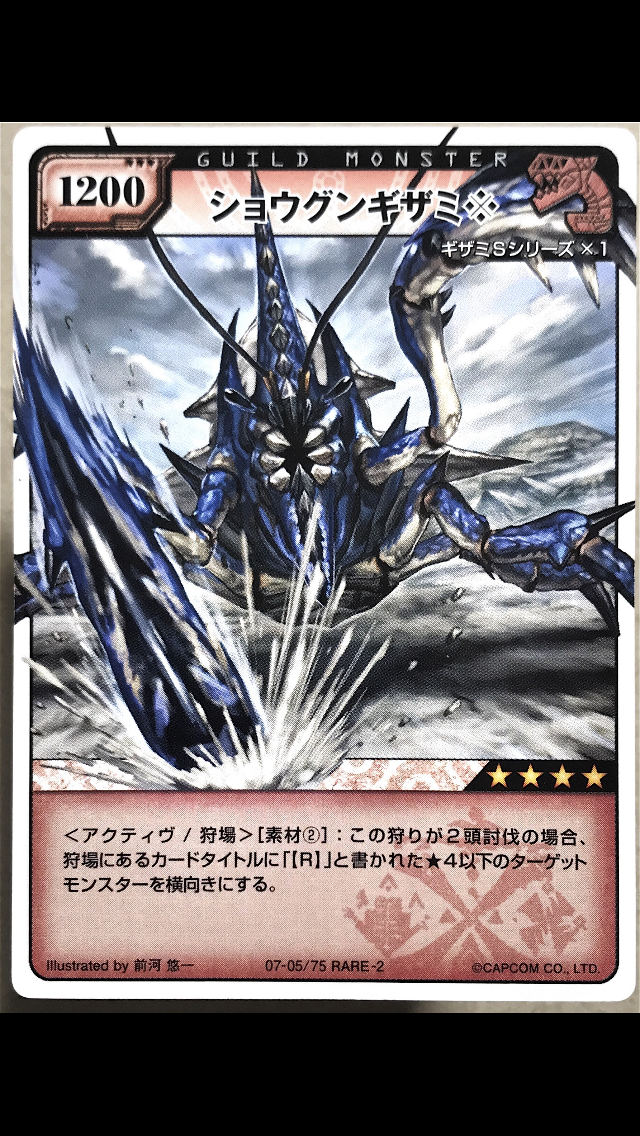 GUILD MONSTER
1200
ショウグンギザミ※
ギザミSシリーズ ×1
★★★★
＜アクティヴ / 狩場＞[素材②]：この狩りが２頭討伐の場合、
狩場にあるカードタイトルに「【R】」と書かれた★4以下のターゲット
モンスターを横向きにする。
Illustrated by 前河 悠一
07-05/75 RARE-2
©CAPCOM CO., LTD.